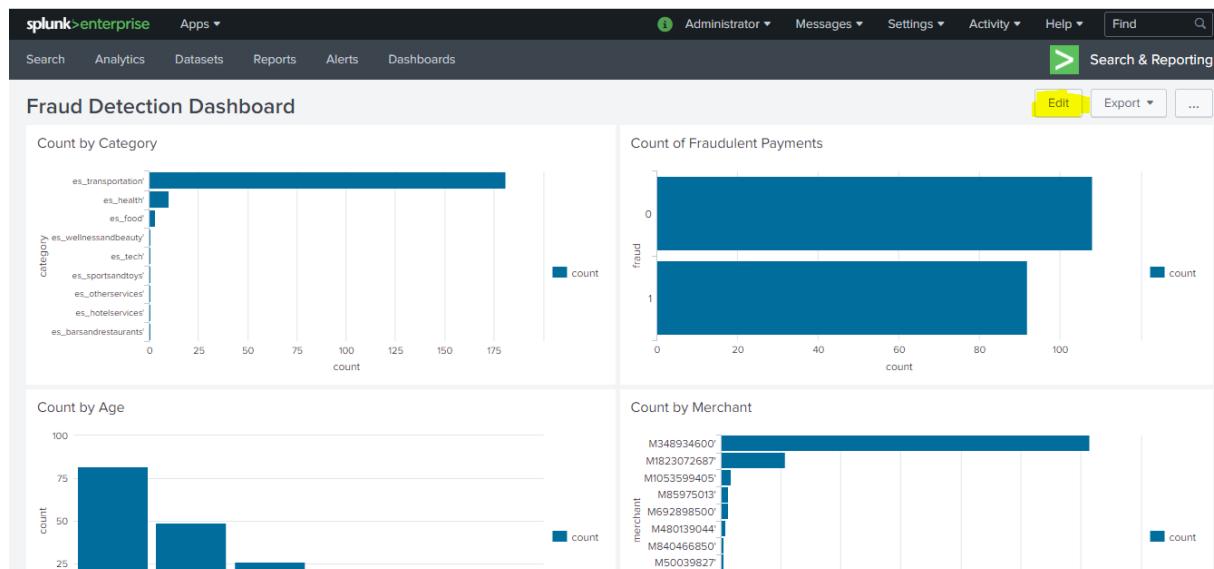 splunk>enterprise Apps ▾ i Administrator ▾ Messages ▾ Settings ▾ Activity ▾ Help ▾ Find
Search Analytics Datasets Reports Alerts Dashboards > Search & Reporting
Fraud Detection Dashboard Edit Export ▾ ...
Count by Category
es_transportation'
es_health'
es_food'
es_wellnessandbeauty'
es_tech'
es_sportsandtoys'
es_otherservices'
es_hotelservices'
es_barsandrestaurants'
category
0 25 50 75 100 125 150 175
count
count
Count of Fraudulent Payments
0
1
fraud
0 20 40 60 80 100
count
count
Count by Age
100
75
50
25
count
count
Count by Merchant
M348934600'
M1823072687'
M1053599405'
M85975013'
M692898500'
M480139044'
M840466850'
M50039827'
merchant
count